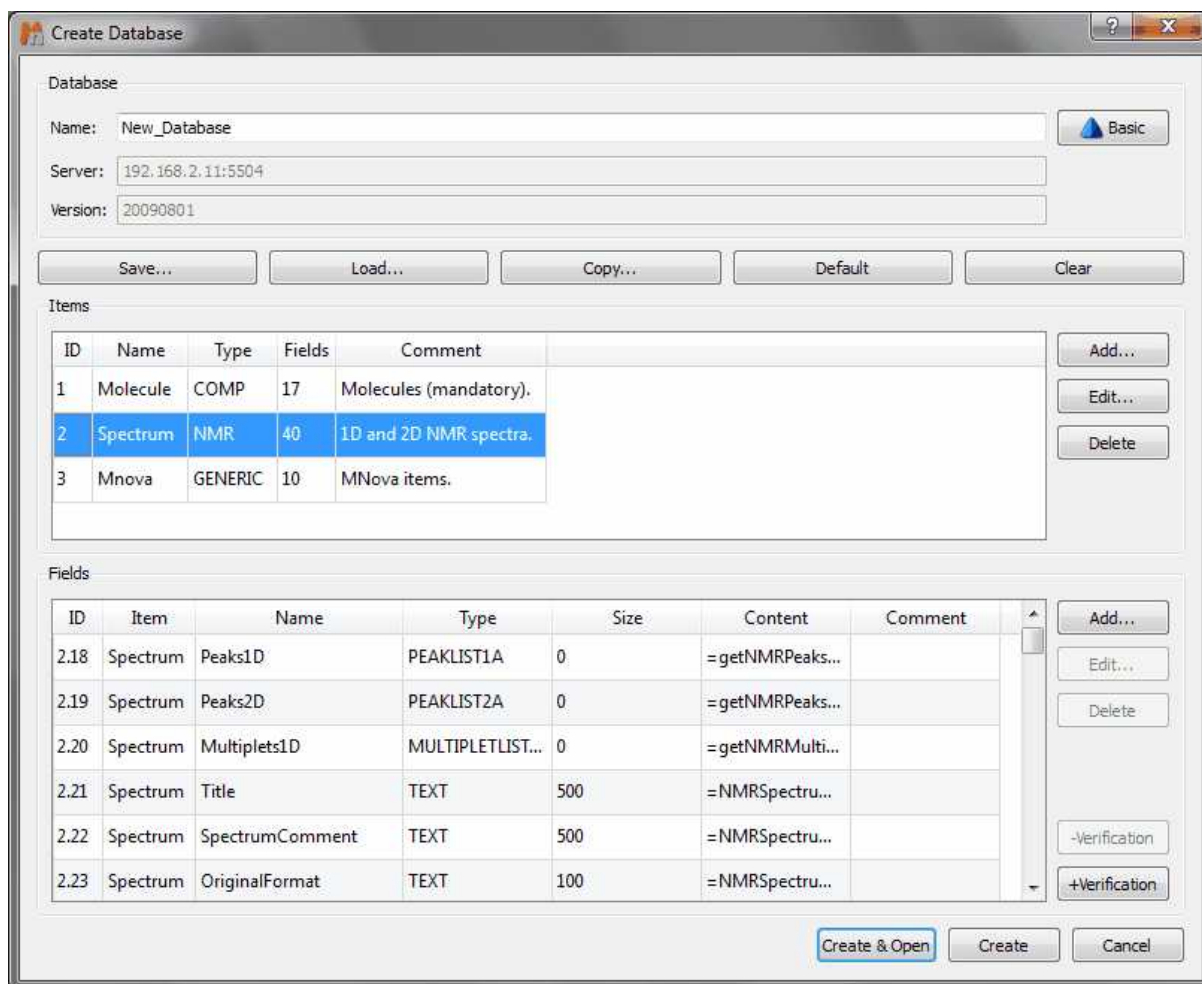 Create Database
?
X
Database
Name: New_Database Basic
Server: 192.168.2.11:5504
Version: 20090801
Save... Load... Copy... Default Clear
Items
ID Name Type Fields Comment Add...
1 Molecule COMP 17 Molecules (mandatory). Edit...
2 Spectrum NMR 40 1D and 2D NMR spectra. Delete
3 Mnova GENERIC 10 MNova items.
Fields
ID Item Name Type Size Content Comment Add...
2.18 Spectrum Peaks1D PEAKLIST1A 0 =getNMRPeaks... Edit...
2.19 Spectrum Peaks2D PEAKLIST2A 0 =getNMRPeaks... Delete
2.20 Spectrum Multiplets1D MULTIPLETLIST... 0 =getNMRMulti...
2.21 Spectrum Title TEXT 500 =NMRSpectru...
2.22 Spectrum SpectrumComment TEXT 500 =NMRSpectru... -Verification
2.23 Spectrum OriginalFormat TEXT 100 =NMRSpectru... +Verification
Create & Open Create Cancel